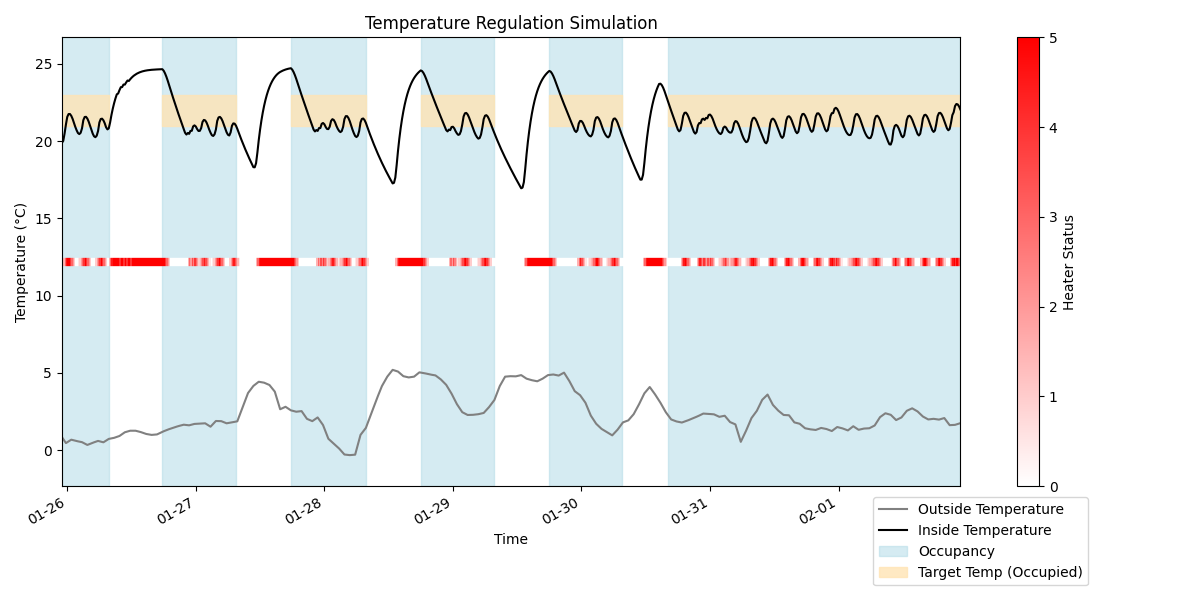 Temperature Regulation Simulation
Temperature (°C)
25
20
15
10
5
0
01-26
01-27
01-28
01-29
01-30
01-31
02-01
Time
5
4
3
2
1
0
Heater Status
Outside Temperature
Inside Temperature
Occupancy
Target Temp (Occupied)